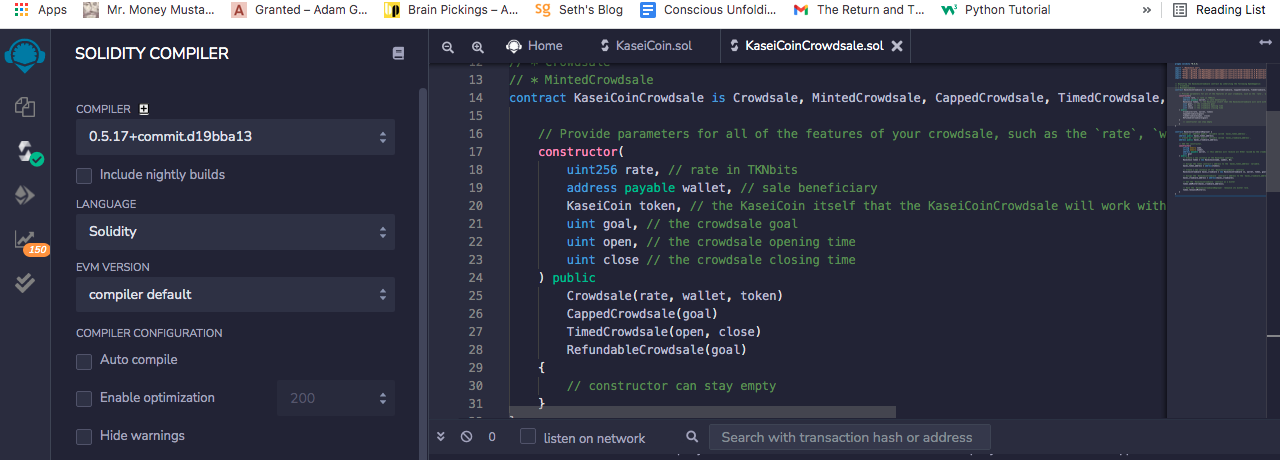 Apps Mr. Money Musta... A Granted – Adam G... Brain Pickings – A... sg Seth's Blog Conscious Unfoldi... The Return and T... Python Tutorial » Reading List
SOLIDITY COMPILER
COMPILER
0.5.17+commit.d19bba13
Include nightly builds
LANGUAGE
Solidity
EVM VERSION
compiler default
COMPILER CONFIGURATION
Auto compile
Enable optimization 200
Hide warnings
150
Home KaseiCoin.sol KaseiCoinCrowdsale.sol
12 // * Crowdsale
13 // * MintedCrowdsale
14 contract KaseiCoinCrowdsale is Crowdsale, MintedCrowdsale, CappedCrowdsale, TimedCrowdsale,
15
16 // Provide parameters for all of the features of your crowdsale, such as the `rate`, `w
17 constructor(
18 uint256 rate, // rate in TKNbits
19 address payable wallet, // sale beneficiary
20 KaseiCoin token, // the KaseiCoin itself that the KaseiCoinCrowdsale will work with
21 uint goal, // the crowdsale goal
22 uint open, // the crowdsale opening time
23 uint close // the crowdsale closing time
24 ) public
25 Crowdsale(rate, wallet, token)
26 CappedCrowdsale(goal)
27 TimedCrowdsale(open, close)
28 RefundableCrowdsale(goal)
29 {
30 // constructor can stay empty
31 }
0 listen on network Search with transaction hash or address